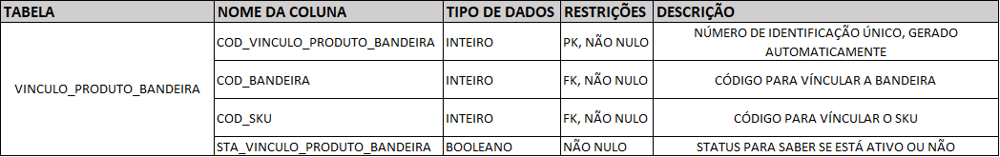 TABELA NOME DA COLUNA TIPO DE DADOS RESTRIÇÕES DESCRIÇÃO
VINCULO_PRODUTO_BANDEIRA
COD_VINCULO_PRODUTO_BANDEIRA INTEIRO PK, NÃO NULO NÚMERO DE IDENTIFICAÇÃO ÚNICO, GERADO
AUTOMATICAMENTE
COD_BANDEIRA INTEIRO FK, NÃO NULO CÓDIGO PARA VÍNCULAR A BANDEIRA
COD_SKU INTEIRO FK, NÃO NULO CÓDIGO PARA VÍNCULAR O SKU
STA_VINCULO_PRODUTO_BANDEIRA BOOLEANO NÃO NULO STATUS PARA SABER SE ESTÁ ATIVO OU NÃO